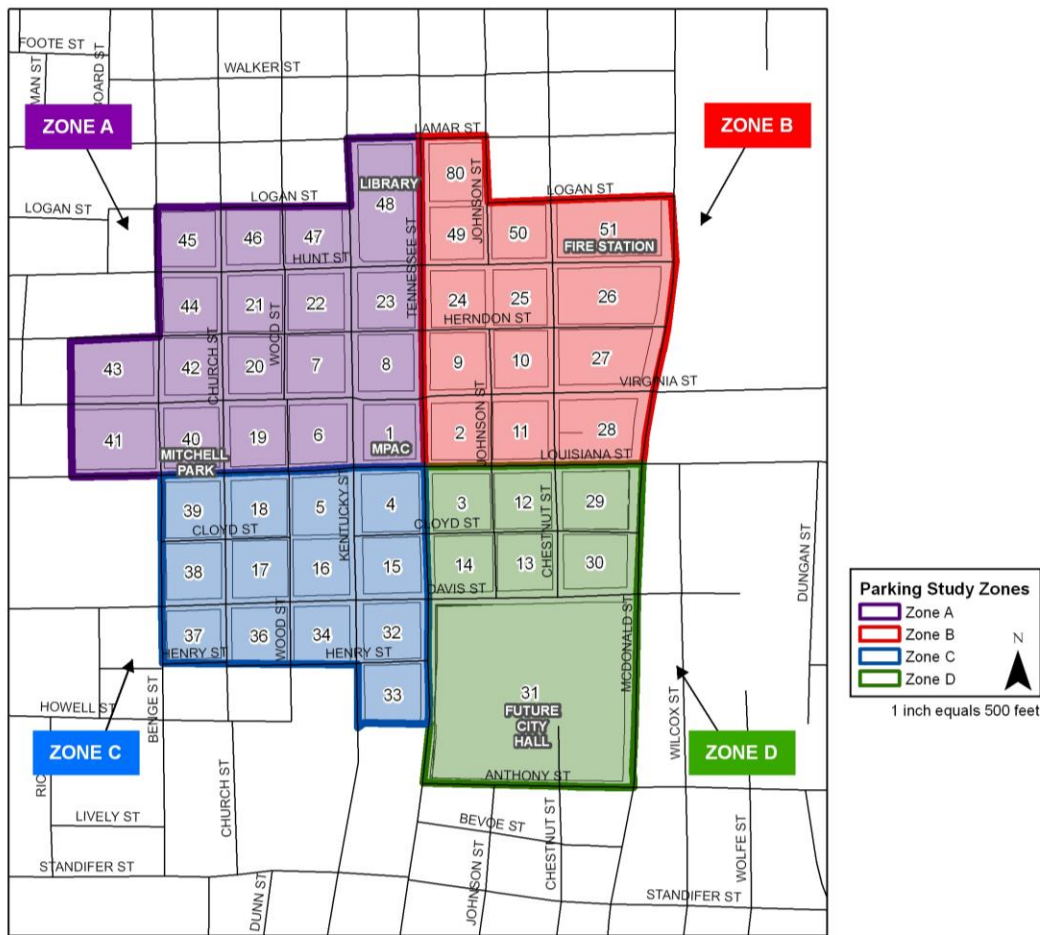 FOOTE ST
WALKER ST
MAN ST
BOARD ST
ZONE A
ZONE B
LAMAR ST
80
JOHNSON ST
LIBRARY
48
LOGAN ST
LOGAN ST
LOGAN ST
TENNESSEE ST
45
46
47
49
50
51
FIRE STATION
HUNT ST
44
21
22
23
24
25
26
WOOD ST
HERNDON ST
43
42
20
7
8
9
10
27
CHURCH ST
VIRGINIA ST
41
40
19
6
1
2
11
28
JOHNSON ST
MPAC
MITCHELL
PARK
LOUISIANA ST
39
18
5
4
3
12
29
CLOYD ST
CLOYD ST
KENTUCKY ST
CHESTNUT ST
38
17
16
15
14
13
30
DAVIS ST
DUNGAN ST
37
36
34
32
WOOD ST
HENRY ST
HENRY ST
MCDONALD ST
33
31
FUTURE
CITY
HALL
HOWELL ST
BENGE ST
WILCOX ST
ZONE C
ZONE D
RIC
CHURCH ST
ANTHONY ST
LIVELY ST
BEVOE ST
CHESTNUT ST
WOLFE ST
STANDIFER ST
DUNN ST
JOHNSON ST
STANDIFER ST
Parking Study Zones
Zone A
Zone B
Zone C
Zone D
N
1 inch equals 500 feet